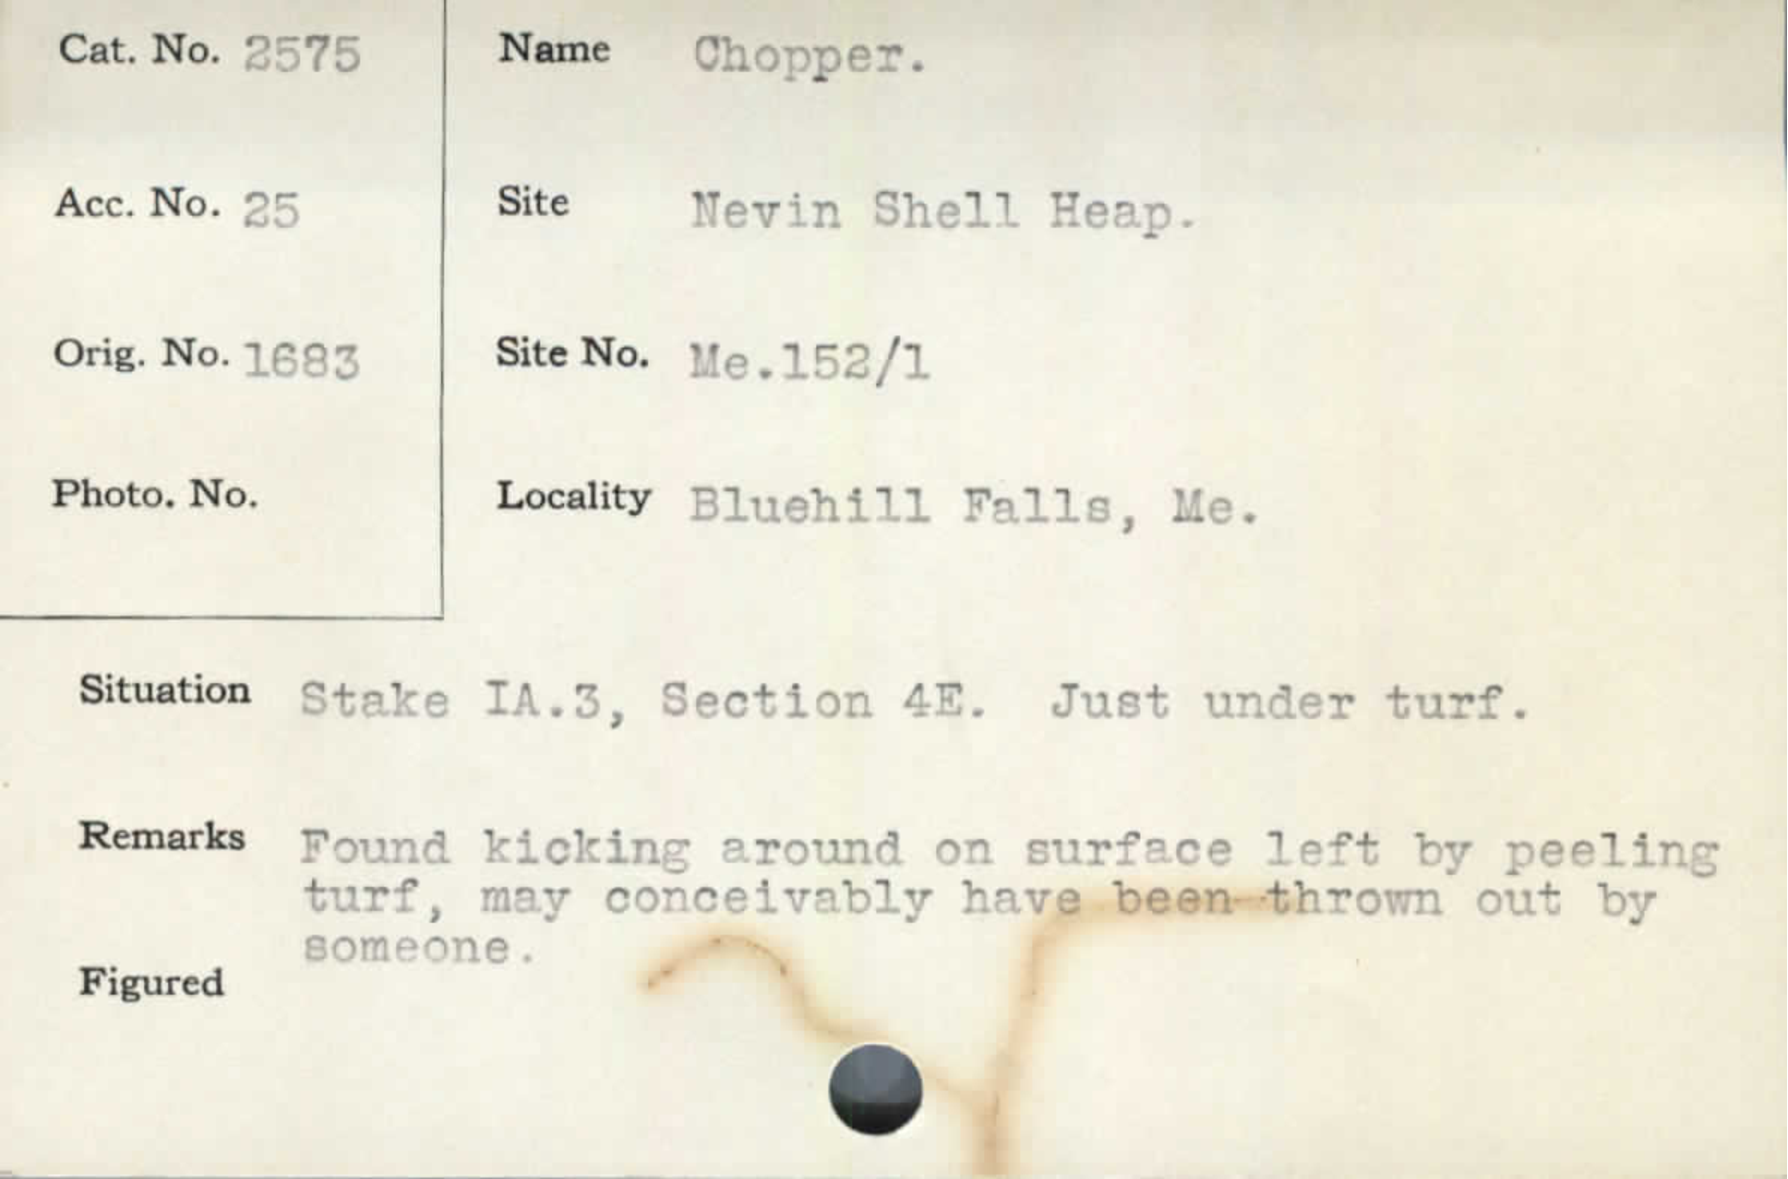 Cat. No. 2575
Name Chopper.
Acc. No. 25
Site Nevin Shell Heap.
Orig. No. 1683
Site No. Me.152/1
Photo. No.
Locality Bluehill Falls, Me.
Situation Stake IA.3, Section 4E. Just under turf.
Remarks Found kicking around on surface left by peeling
turf, may conceivably have been thrown out by
someone.
Figured